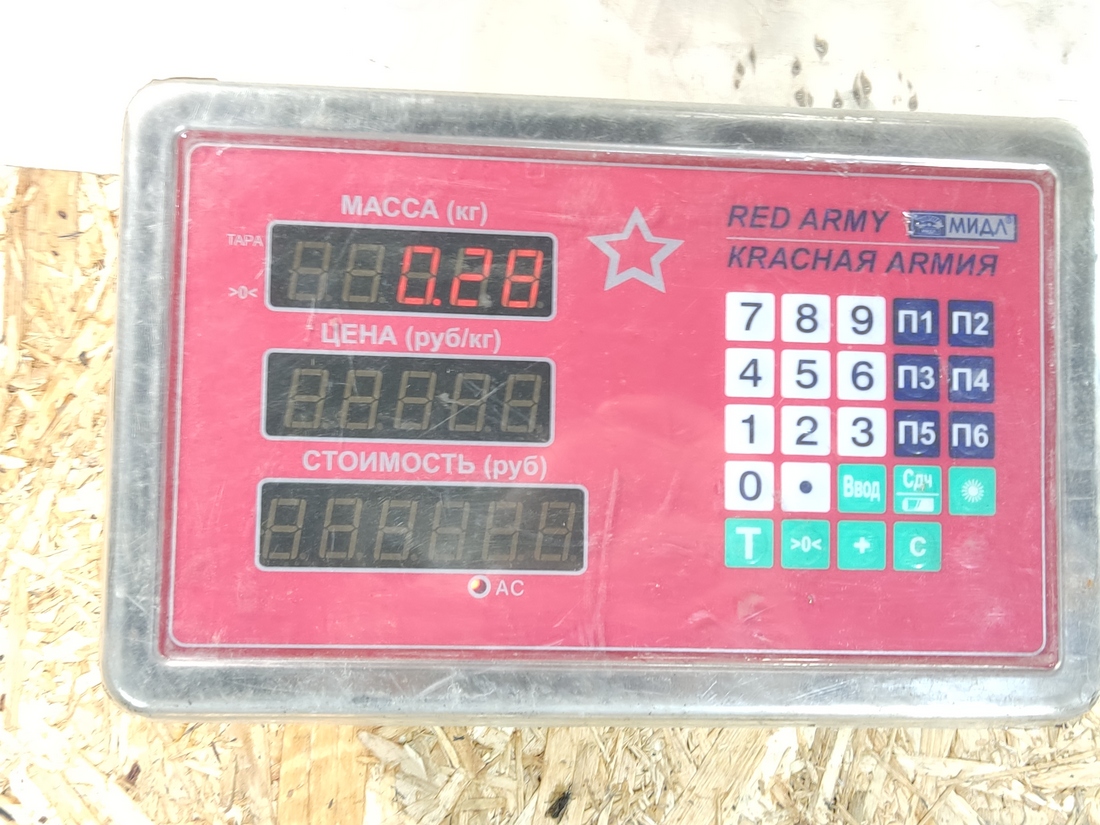 МАССА (кг)
ТАРА
0.28
>0<
ЦЕНА (руб/кг)
СТОИМОСТЬ (руб)
AC
RED ARMY МИДЛ
КRАСНАЯ АRМИЯ
7 8 9 П1 П2
4 5 6 П3 П4
1 2 3 П5 П6
0 • Ввод Сдч
T >0< + C